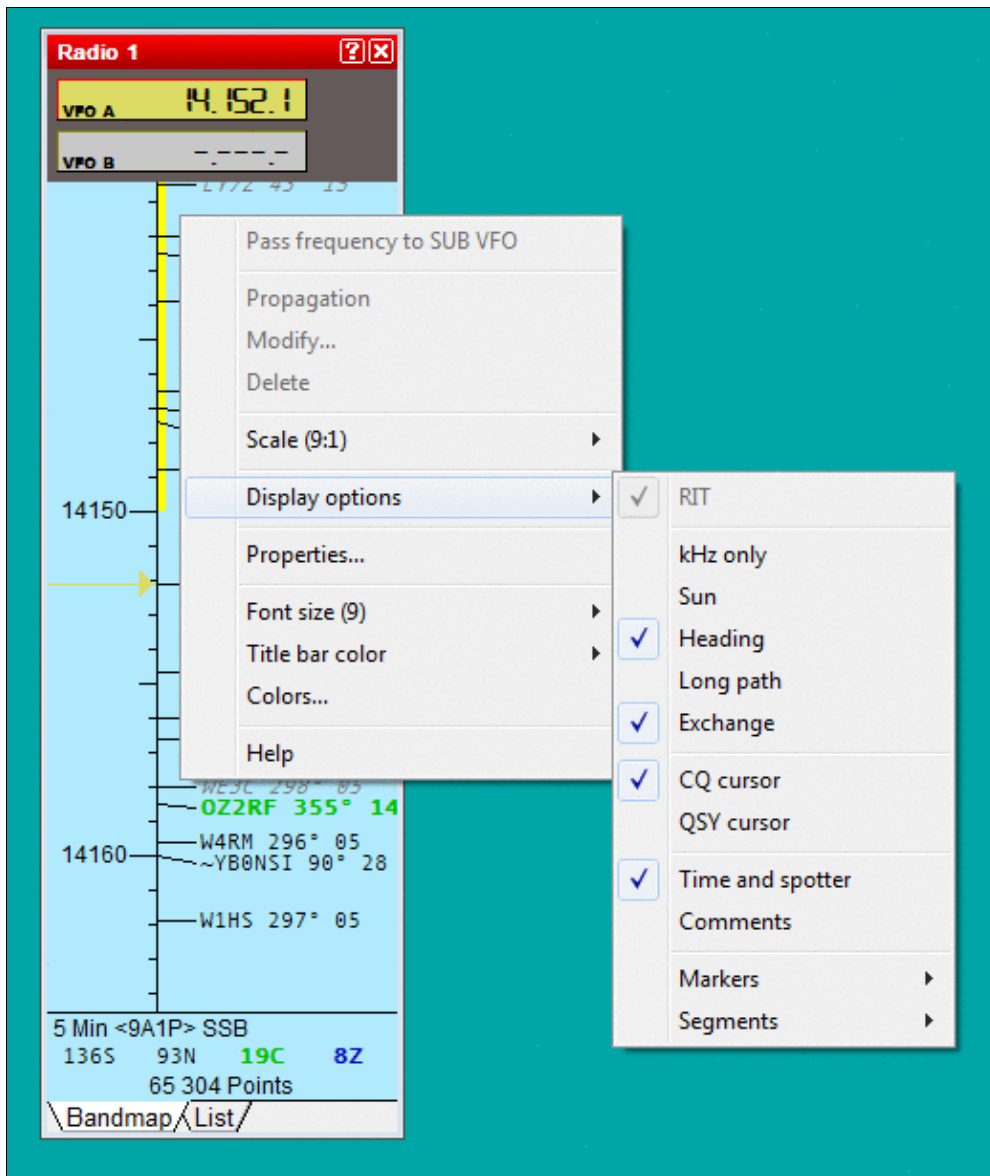 Radio 1
VFO A 14.152.1
VFO B -.---.-
Pass frequency to SUB VFO
Propagation
Modify...
Delete
Scale (9:1)
Display options
Properties...
Font size (9)
Title bar color
Colors...
Help
RIT
kHz only
Sun
Heading
Long path
Exchange
CQ cursor
QSY cursor
Time and spotter
Comments
Markers
Segments
14150
WE3C 298° 05
OZ2RF 355° 14
W4RM 296° 05
14160
~YB0NSI 90° 28
W1HS 297° 05
5 Min <9A1P> SSB
136S 93N 19C 8Z
65 304 Points
Bandmap List